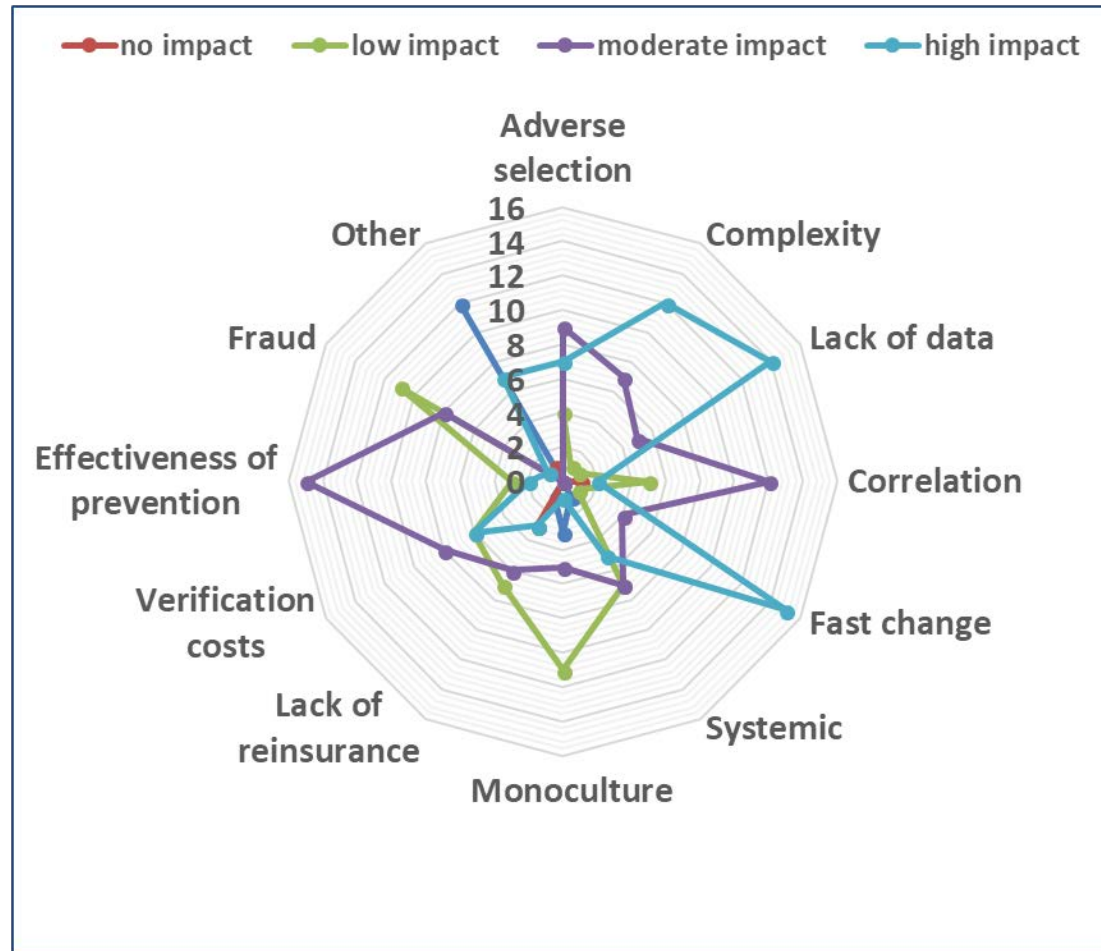 no impact low impact moderate impact high impact
Adverse
selection
16
14
12
10
8
6
4
2
0
Complexity
Lack of data
Correlation
Fast change
Systemic
Monoculture
Lack of
reinsurance
Verification
costs
Effectiveness of
prevention
Fraud
Other